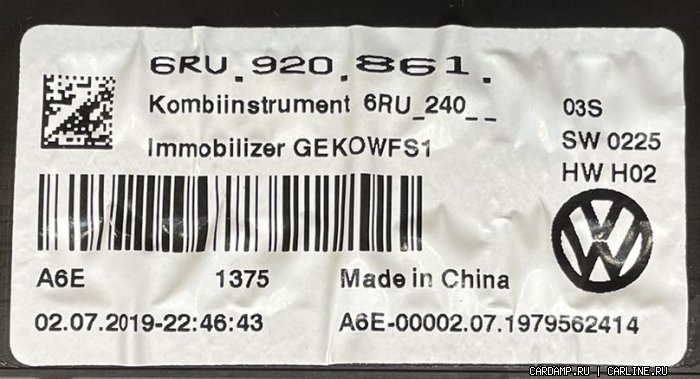 6RU.920.861.
Kombiinstrument 6RU_240_ _ 03S
Immobilizer GEKOWFS1 SW 0225
HW H02
A6E 1375 Made in China
02.07.2019-22:46:43 A6E-00002.07.1979562414
CARDAMP.RU | CARLINE.RU